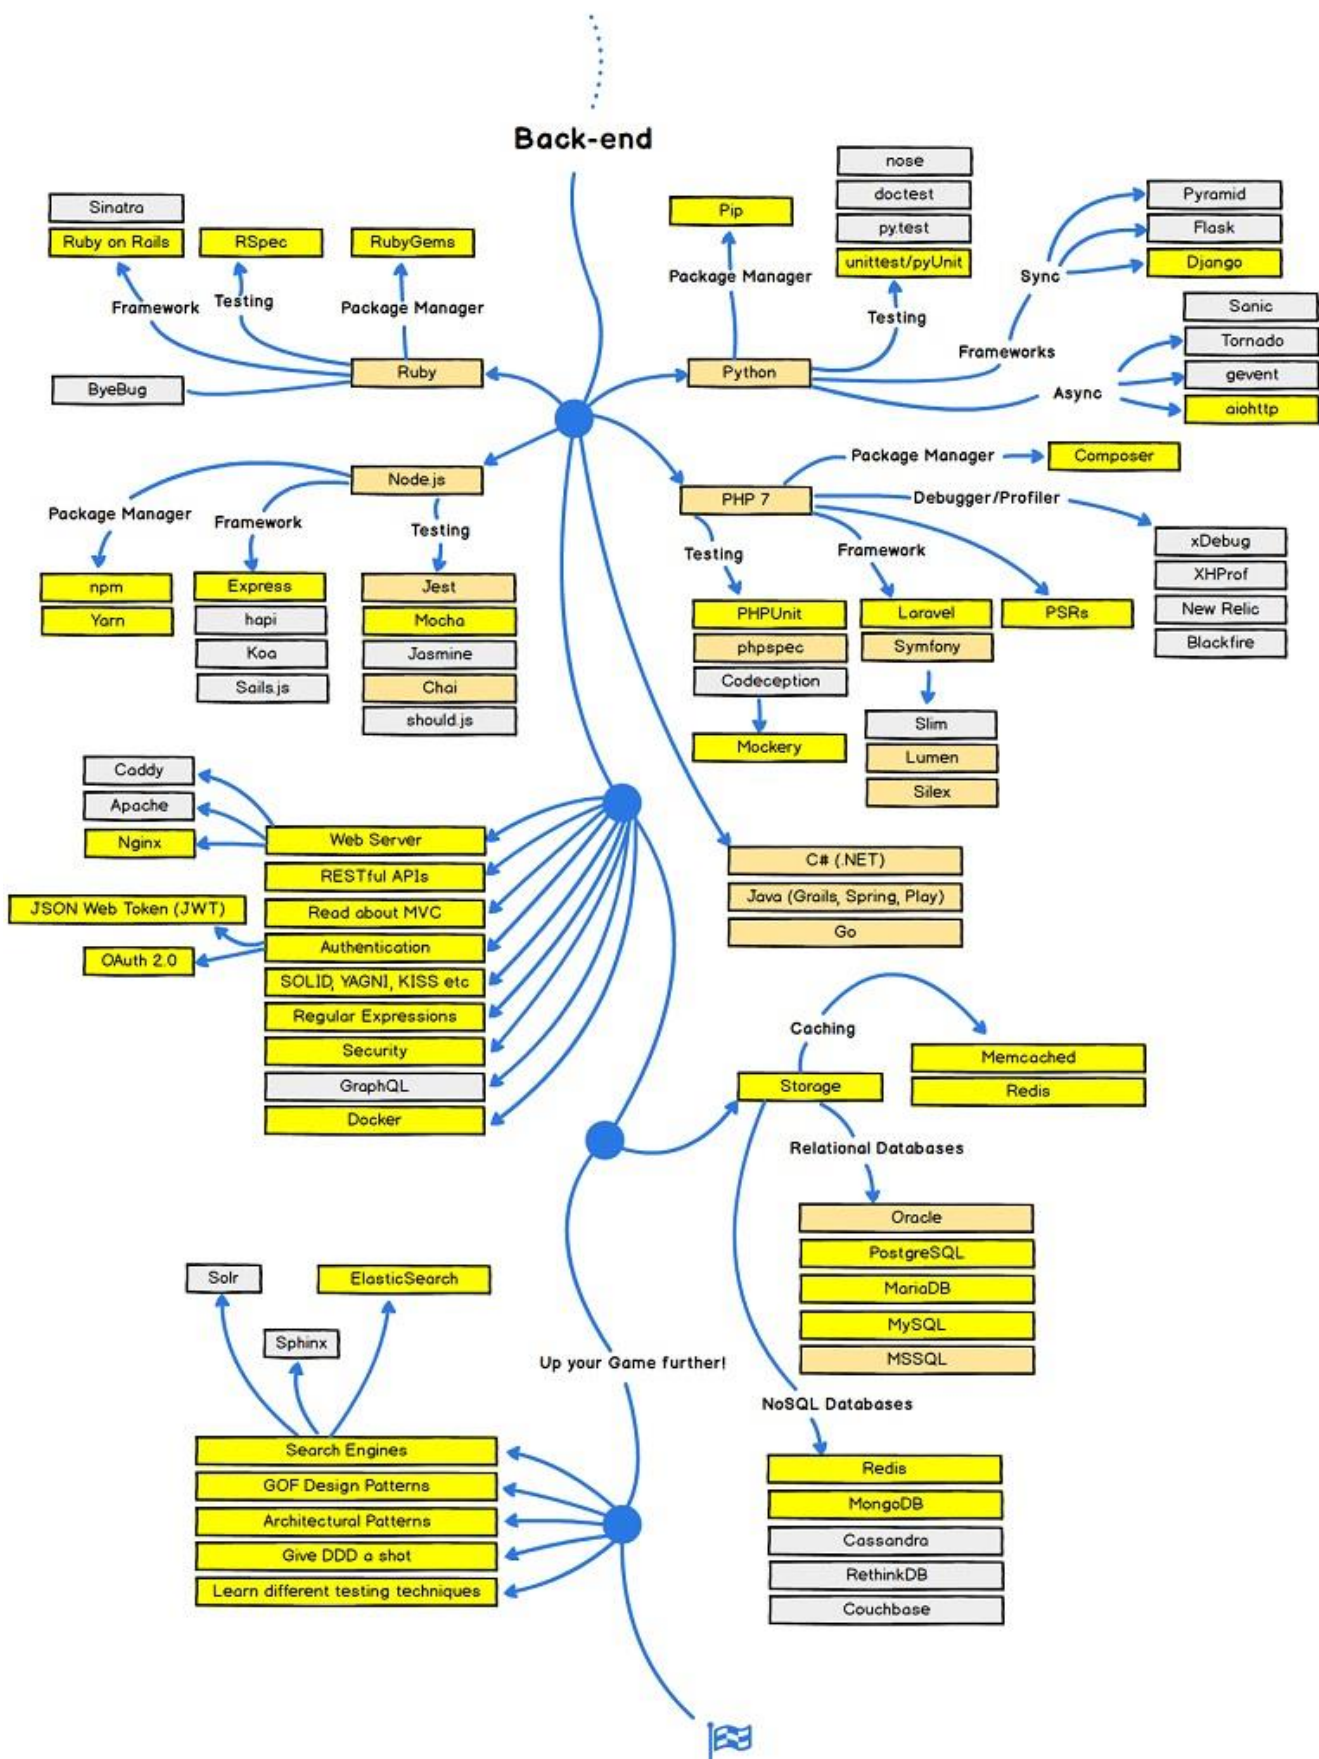 Back-end
Sinatra
Ruby on Rails
RSpec
RubyGems
Framework
Testing
Package Manager
Ruby
ByeBug
Pip
Package Manager
nose
doctest
py.test
unittest/pyUnit
Testing
Python
Pyramid
Flask
Django
Sync
Frameworks
Async
Sanic
Tornado
gevent
aiohttp
Node.js
Package Manager
Framework
Testing
npm
Yarn
Express
hapi
Koa
Sails.js
Jest
Mocha
Jasmine
Chai
should.js
PHP 7
Package Manager
Composer
Debugger/Profiler
xDebug
XHProf
New Relic
Blackfire
Testing
Framework
PHPUnit
phpspec
Codeception
Mockery
Laravel
Symfony
Slim
Lumen
Silex
PSRs
C# (.NET)
Java (Grails, Spring, Play)
Go
Caddy
Apache
Nginx
JSON Web Token (JWT)
OAuth 2.0
Web Server
RESTful APIs
Read about MVC
Authentication
SOLID, YAGNI, KISS etc
Regular Expressions
Security
GraphQL
Docker
Caching
Memcached
Redis
Storage
Relational Databases
Oracle
PostgreSQL
MariaDB
MySQL
MSSQL
NoSQL Databases
Redis
MongoDB
Cassandra
RethinkDB
Couchbase
Up your Game further!
Solr
Sphinx
ElasticSearch
Search Engines
GOF Design Patterns
Architectural Patterns
Give DDD a shot
Learn different testing techniques